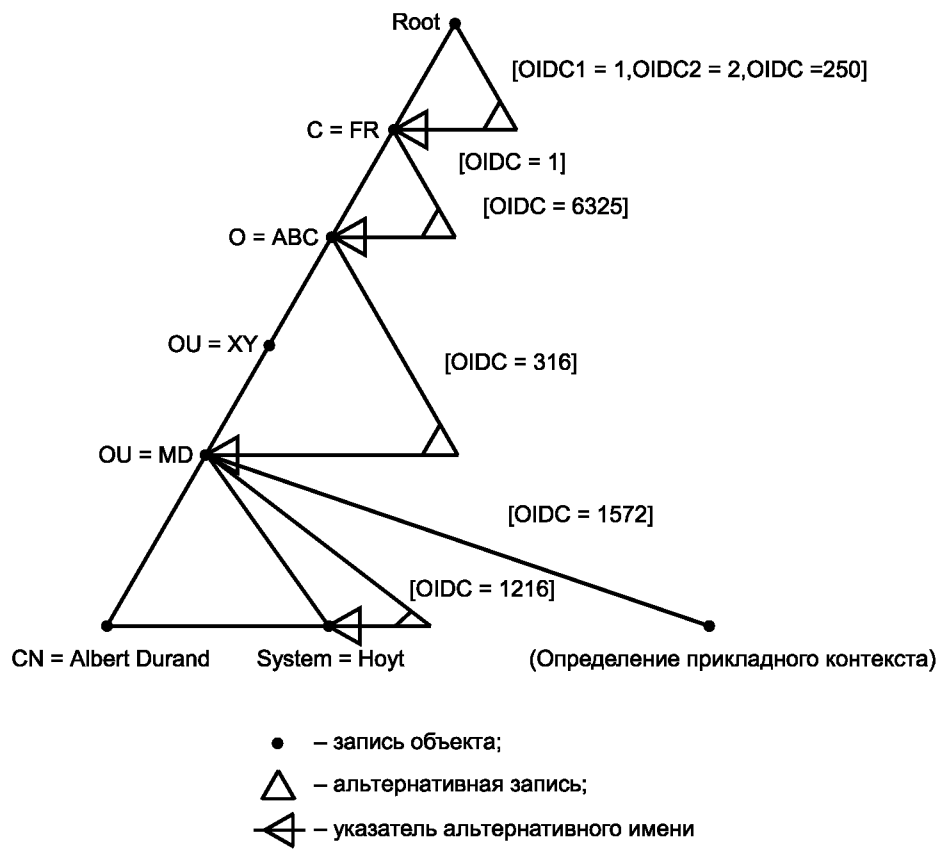 Root
[OIDC1 = 1,OIDC2 = 2,OIDC =250]
C = FR
[OIDC = 1]
[OIDC = 6325]
O = ABC
OU = XY
[OIDC = 316]
OU = MD
[OIDC = 1572]
[OIDC = 1216]
CN = Albert Durand
System = Hoyt
(Определение прикладного контекста)
– запись объекта;
– альтернативная запись;
– указатель альтернативного имени